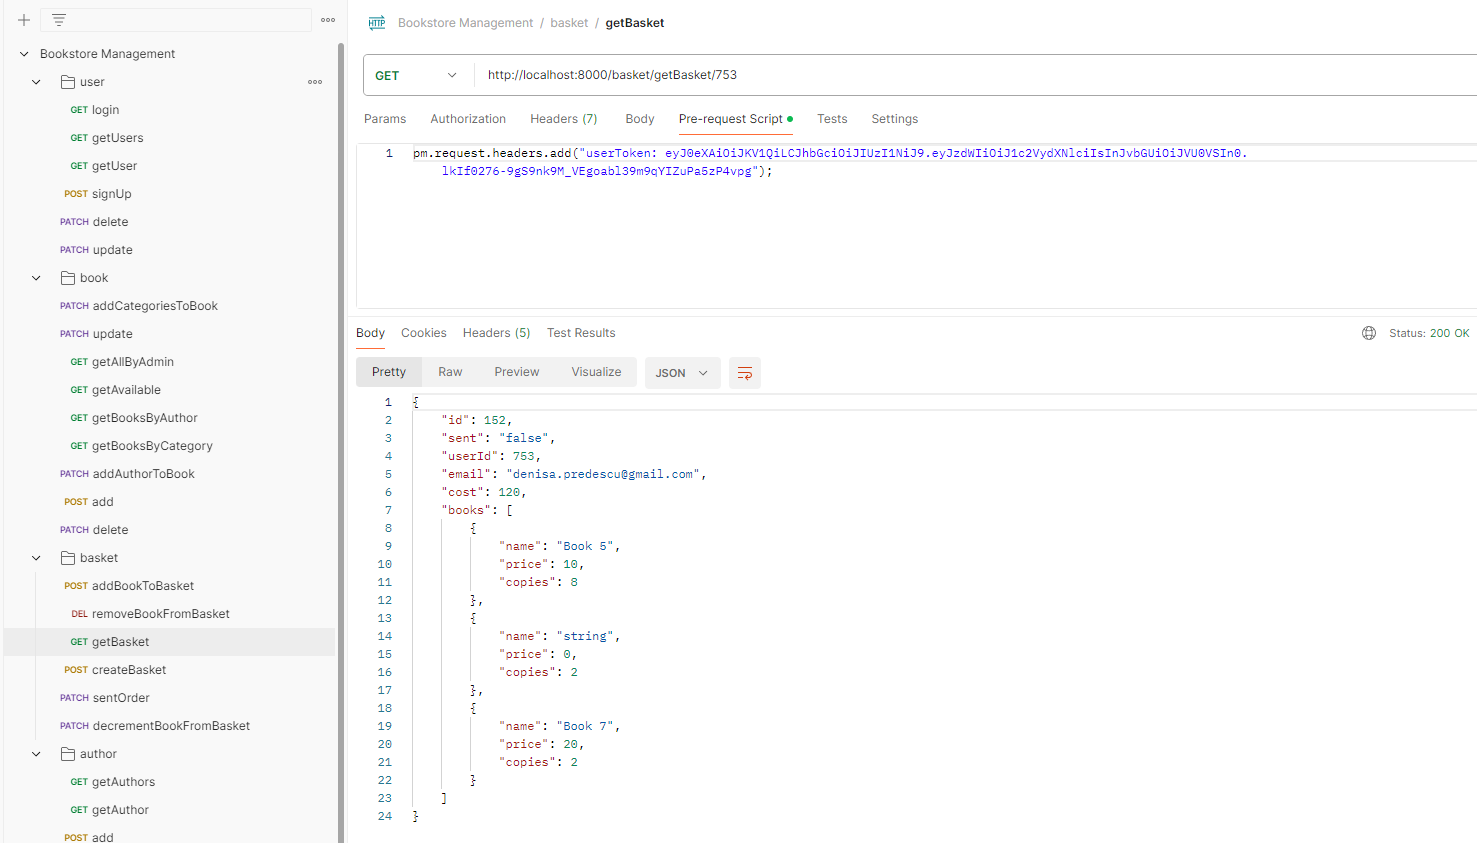 Bookstore Management
user
GET login
GET getUsers
GET getUser
POST signUp
PATCH delete
PATCH update
book
PATCH addCategoriesToBook
PATCH update
GET getAllByAdmin
GET getAvailable
GET getBooksByAuthor
GET getBooksByCategory
PATCH addAuthorToBook
POST add
PATCH delete
basket
POST addBookToBasket
DEL removeBookFromBasket
GET getBasket
POST createBasket
PATCH sentOrder
PATCH decrementBookFromBasket
author
GET getAuthors
GET getAuthor
POST add
HTTP Bookstore Management / basket / getBasket
GET http://localhost:8000/basket/getBasket/753
Params Authorization Headers (7) Body Pre-request Script Tests Settings
1 pm.request.headers.add("userToken: eyJ0eXAiOiJKV1QiLCJhbGciOiJIUzI1NiJ9.eyJzdWIiOiJ1c2VydXNlciIsInJvbGUiOiJVU0VSIn0.
lkIf0276-9gS9nk9M_VEgoabl39m9qYIZuPa5zP4vpg");
Body Cookies Headers (5) Test Results Status: 200 OK
Pretty Raw Preview Visualize JSON
1 {
2 "id": 152,
3 "sent": "false",
4 "userId": 753,
5 "email": "denisa.predescu@gmail.com",
6 "cost": 120,
7 "books": [
8 {
9 "name": "Book 5",
10 "price": 10,
11 "copies": 8
12 },
13 {
14 "name": "string",
15 "price": 0,
16 "copies": 2
17 },
18 {
19 "name": "Book 7",
20 "price": 20,
21 "copies": 2
22 }
23 ]
24 }